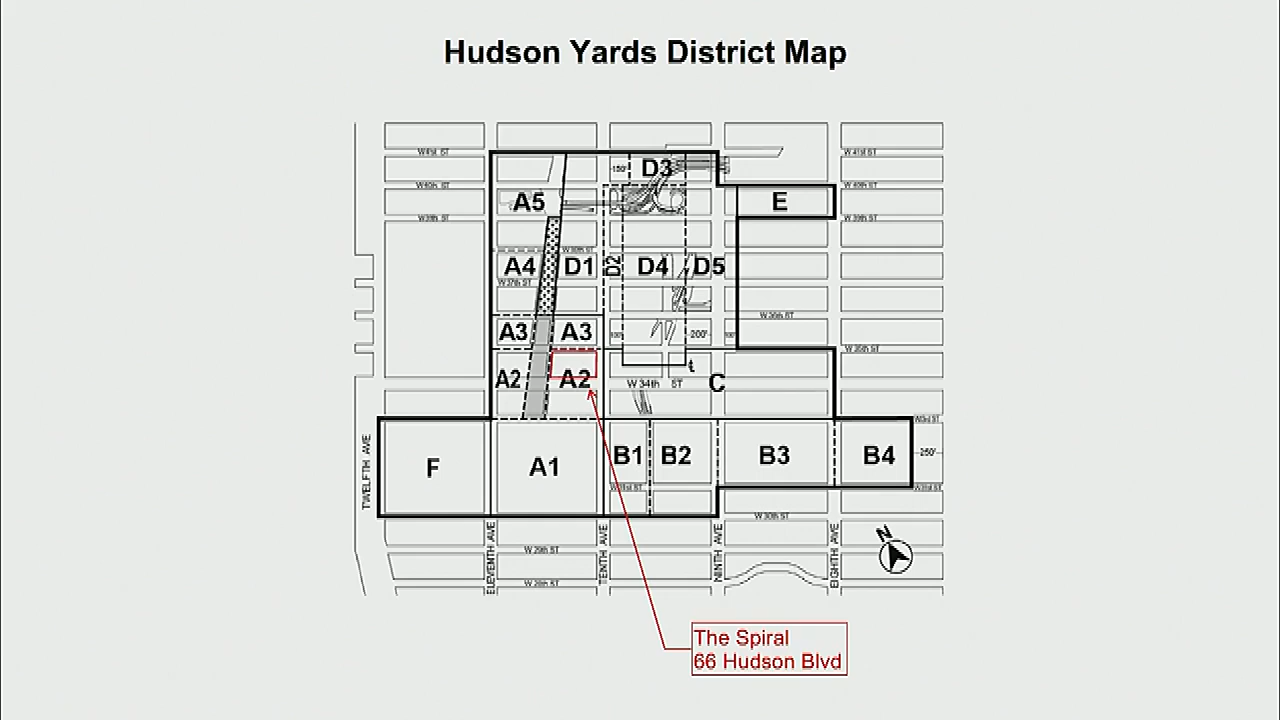 Hudson Yards District Map
W 41st ST
W 41st ST
150'
D3
W 40th ST
W 40th ST
A5
E
W 39th ST
W 39th ST
W 38th ST
A4
D1
D2
D4
D5
W 37th ST
W 36th ST
A3
A3
100'
200'
100'
W 35th ST
A2
A2
W 34th ST
C
W 33rd ST
TWELFTH AVE
F
A1
B1
B2
B3
B4
250'
W 31st ST
W 31st ST
W 30th ST
ELEVENTH AVE
TENTH AVE
NINTH AVE
EIGHTH AVE
N
W 29th ST
W 28th ST
The Spiral
66 Hudson Blvd